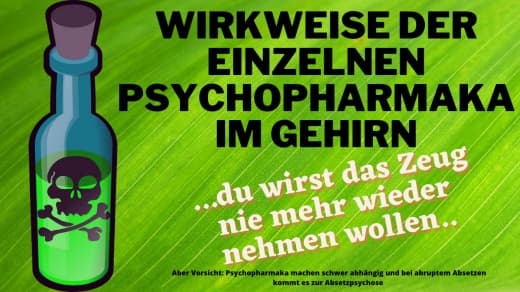 WIRKWEISE DER
EINZELNEN
PSYCHOPHARMAKA
IM GEHIRN
...du wirst das Zeug
nie mehr wieder
nehmen wollen..
Aber Vorsicht: Psychopharmaka machen schwer abhängig und bei abruptem Absetzen
kommt es zur Absetzpsychose